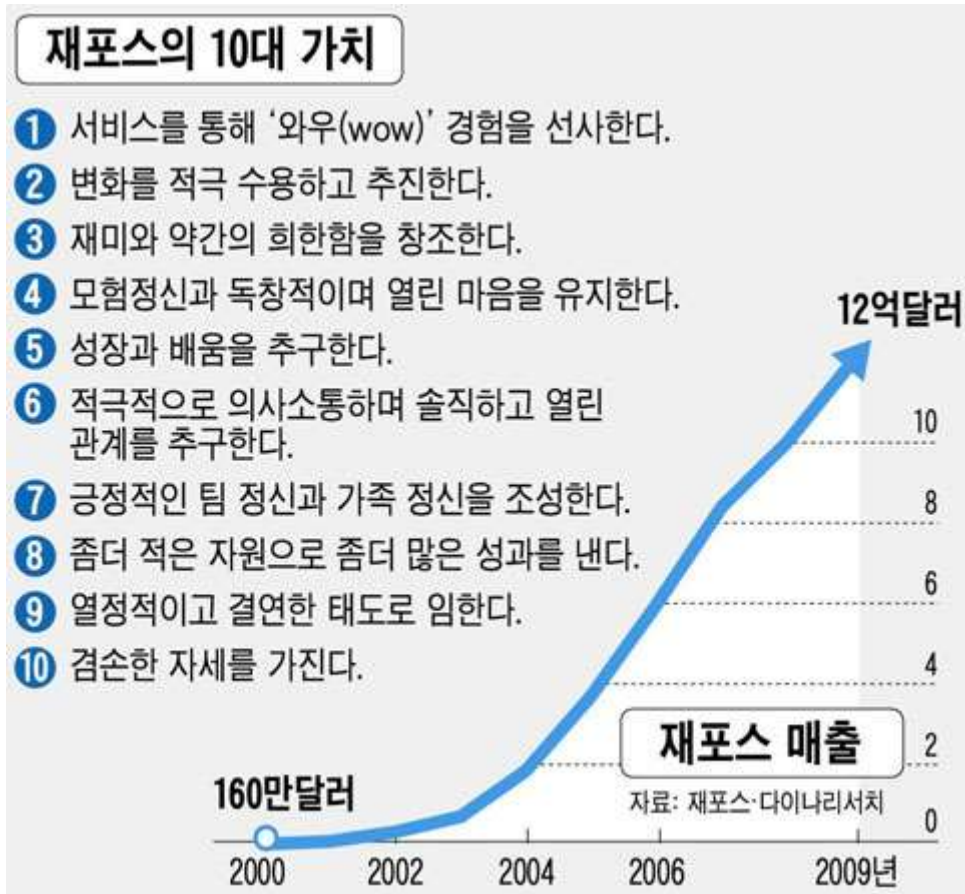 재포스의 10대 가치
1 서비스를 통해 ‘와우(wow)’ 경험을 선사한다.
2 변화를 적극 수용하고 추진한다.
3 재미와 약간의 희한함을 창조한다.
4 모험정신과 독창적이며 열린 마음을 유지한다.
5 성장과 배움을 추구한다.
6 적극적으로 의사소통하며 솔직하고 열린
관계를 추구한다.
7 긍정적인 팀 정신과 가족 정신을 조성한다.
8 좀더 적은 자원으로 좀더 많은 성과를 낸다.
9 열정적이고 결연한 태도로 임한다.
10 겸손한 자세를 가진다.
12억달러
10
8
6
4
2
0
재포스 매출
자료: 재포스·다이나리서치
160만달러
2000 2002 2004 2006 2009년